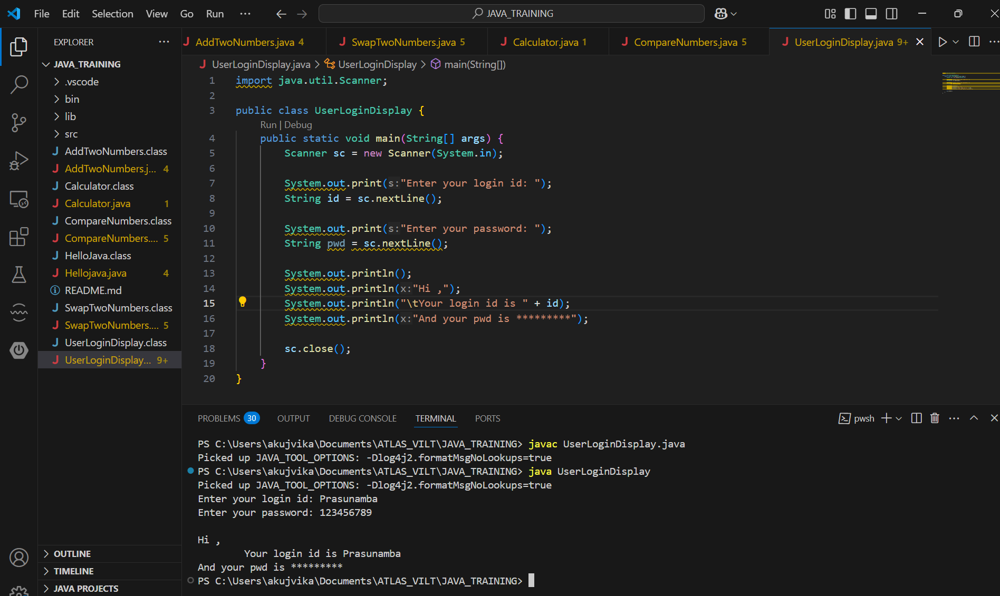 File Edit Selection View Go Run ··· JAVA_TRAINING
EXPLORER ···
JAVA_TRAINING
.vscode
bin
lib
src
AddTwoNumbers.class
AddTwoNumbers.j... 4
Calculator.class
Calculator.java 1
CompareNumbers.class
CompareNumbers.... 5
HelloJava.class
Hellojava.java 4
README.md
SwapTwoNumbers.class
SwapTwoNumbers.... 5
UserLoginDisplay.class
UserLoginDisplay... 9+
OUTLINE
TIMELINE
JAVA PROJECTS
AddTwoNumbers.java 4 SwapTwoNumbers.java 5 Calculator.java 1 CompareNumbers.java 5 UserLoginDisplay.java 9+
UserLoginDisplay.java > UserLoginDisplay > main(String[])
1 import java.util.Scanner;
2
3 public class UserLoginDisplay {
Run | Debug
4 public static void main(String[] args) {
5 Scanner sc = new Scanner(System.in);
6
7 System.out.print(s:"Enter your login id: ");
8 String id = sc.nextLine();
9
10 System.out.print(s:"Enter your password: ");
11 String pwd = sc.nextLine();
12
13 System.out.println();
14 System.out.println(x:"Hi ,");
15 System.out.println("\tYour login id is " + id);
16 System.out.println(x:"And your pwd is *********");
17
18 sc.close();
19 }
20 }
PROBLEMS 30 OUTPUT DEBUG CONSOLE TERMINAL PORTS pwsh
PS C:\Users\akujvika\Documents\ATLAS_VILT\JAVA_TRAINING> javac UserLoginDisplay.java
Picked up JAVA_TOOL_OPTIONS: -Dlog4j2.formatMsgNoLookups=true
PS C:\Users\akujvika\Documents\ATLAS_VILT\JAVA_TRAINING> java UserLoginDisplay
Picked up JAVA_TOOL_OPTIONS: -Dlog4j2.formatMsgNoLookups=true
Enter your login id: Prasunamba
Enter your password: 123456789
Hi ,
Your login id is Prasunamba
And your pwd is *********
PS C:\Users\akujvika\Documents\ATLAS_VILT\JAVA_TRAINING>